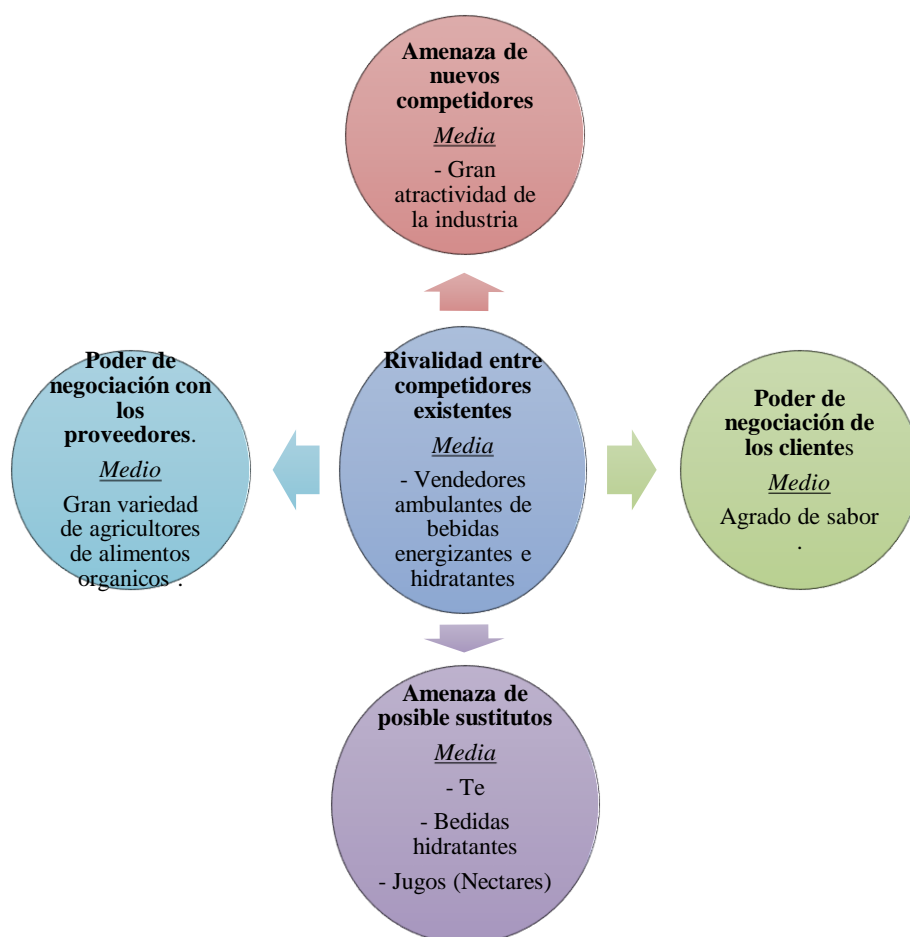 Amenaza de
nuevos
competidores
Media
- Gran
atractividad de
la industria
Poder de
negociación con
los
proveedores.
Medio
Gran variedad
de agricultores
de alimentos
organicos .
Rivalidad entre
competidores
existentes
Media
- Vendedores
ambulantes de
bebidas
energizantes e
hidratantes
Poder de
negociación de
los clientes
Medio
Agrado de sabor
.
Amenaza de
posible sustitutos
Media
- Te
- Bedidas
hidratantes
- Jugos (Nectares)